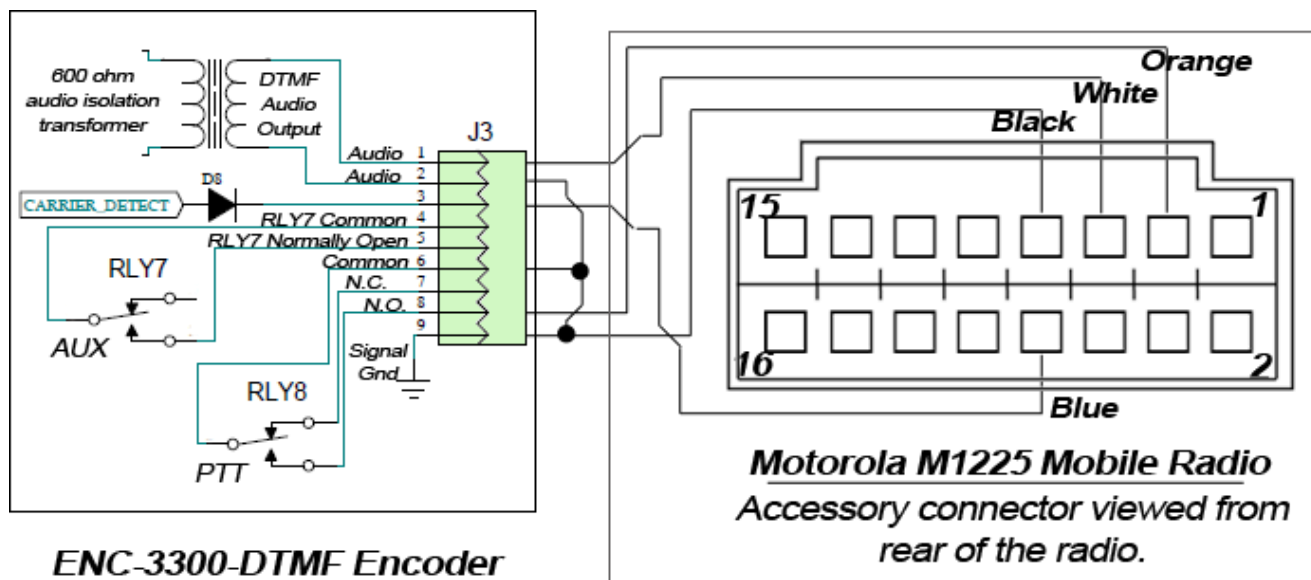 600 ohm
audio isolation
transformer
DTMF
Audio
Output
J3
Audio 1
Audio 2
D8
CARRIER_DETECT
3
RLY7 Common 4
RLY7 Normally Open 5
Common 6
N.C. 7
N.O. 8
9
RLY7
AUX
Signal
Gnd
RLY8
PTT
ENC-3300-DTMF Encoder
Orange
White
Black
15
1
16
2
Blue
Motorola M1225 Mobile Radio
Accessory connector viewed from
rear of the radio.